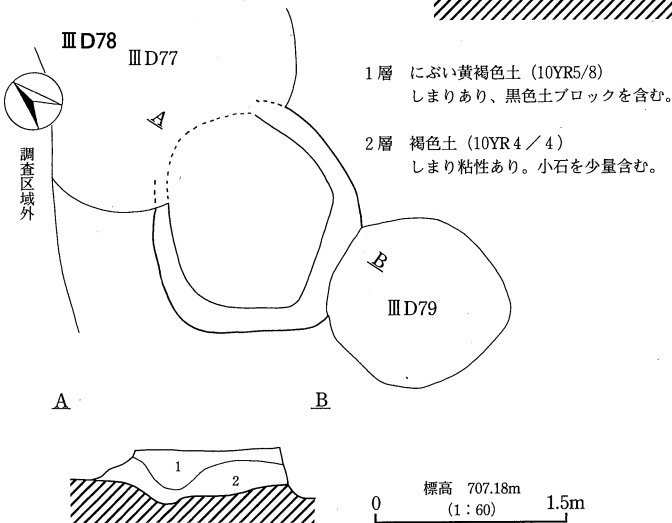 ⅢD78
ⅢD77
1層 にぶい黄褐色土（10YR5/8）
しまりあり、黒色土ブロックを含む。
2層 褐色土（10YR４／４）
しまり粘性あり。小石を少量含む。
調査区域外
A
B
ⅢD79
A
B
1
2
標高 707.18m
（1：60）
0
1.5m